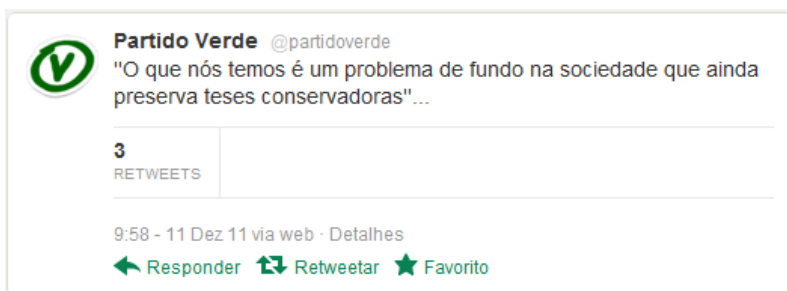 Partido Verde @partidoverde
"O que nós temos é um problema de fundo na sociedade que ainda
preserva teses conservadoras"...
3
RETWEETS
9:58 - 11 Dez 11 via web · Detalhes
Responder Retweetar Favorito